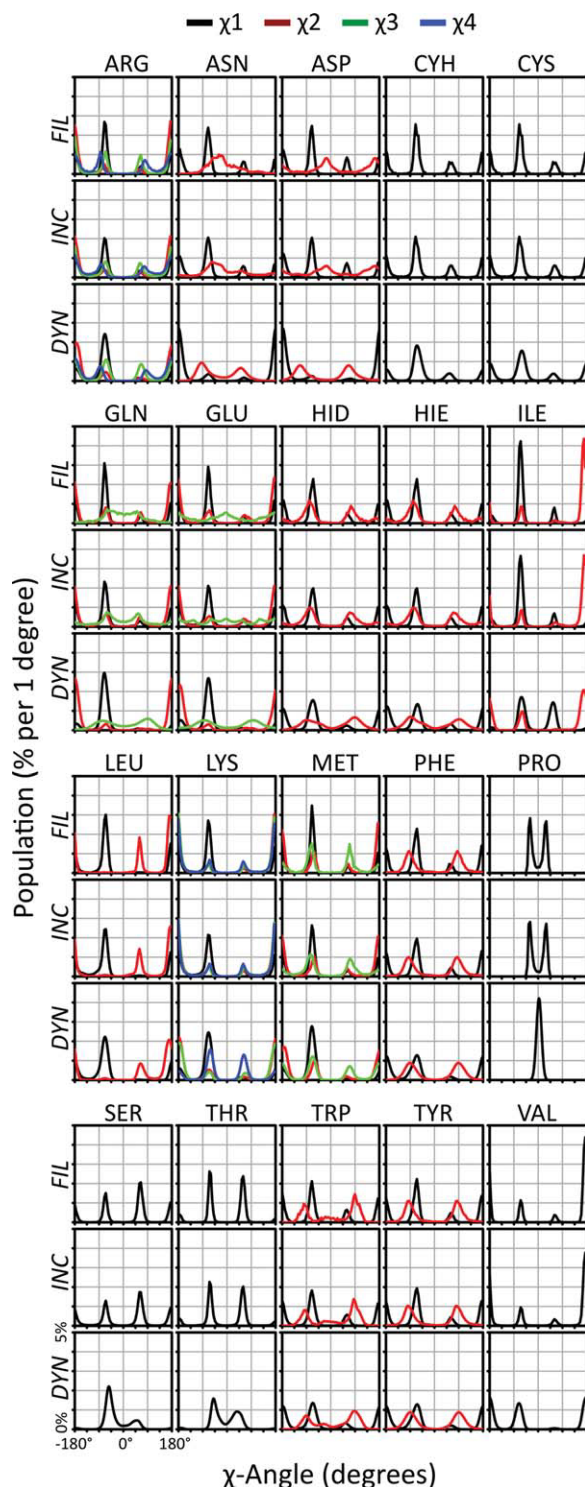 χ1 χ2 χ3 χ4
ARG ASN ASP CYH CYS
FIL
INC
DYN
GLN GLU HID HIE ILE
FIL
INC
DYN
LEU LYS MET PHE PRO
FIL
INC
DYN
SER THR TRP TYR VAL
FIL
INC
DYN
5%
0%
-180° 0° 180°
Population (% per 1 degree)
χ-Angle (degrees)